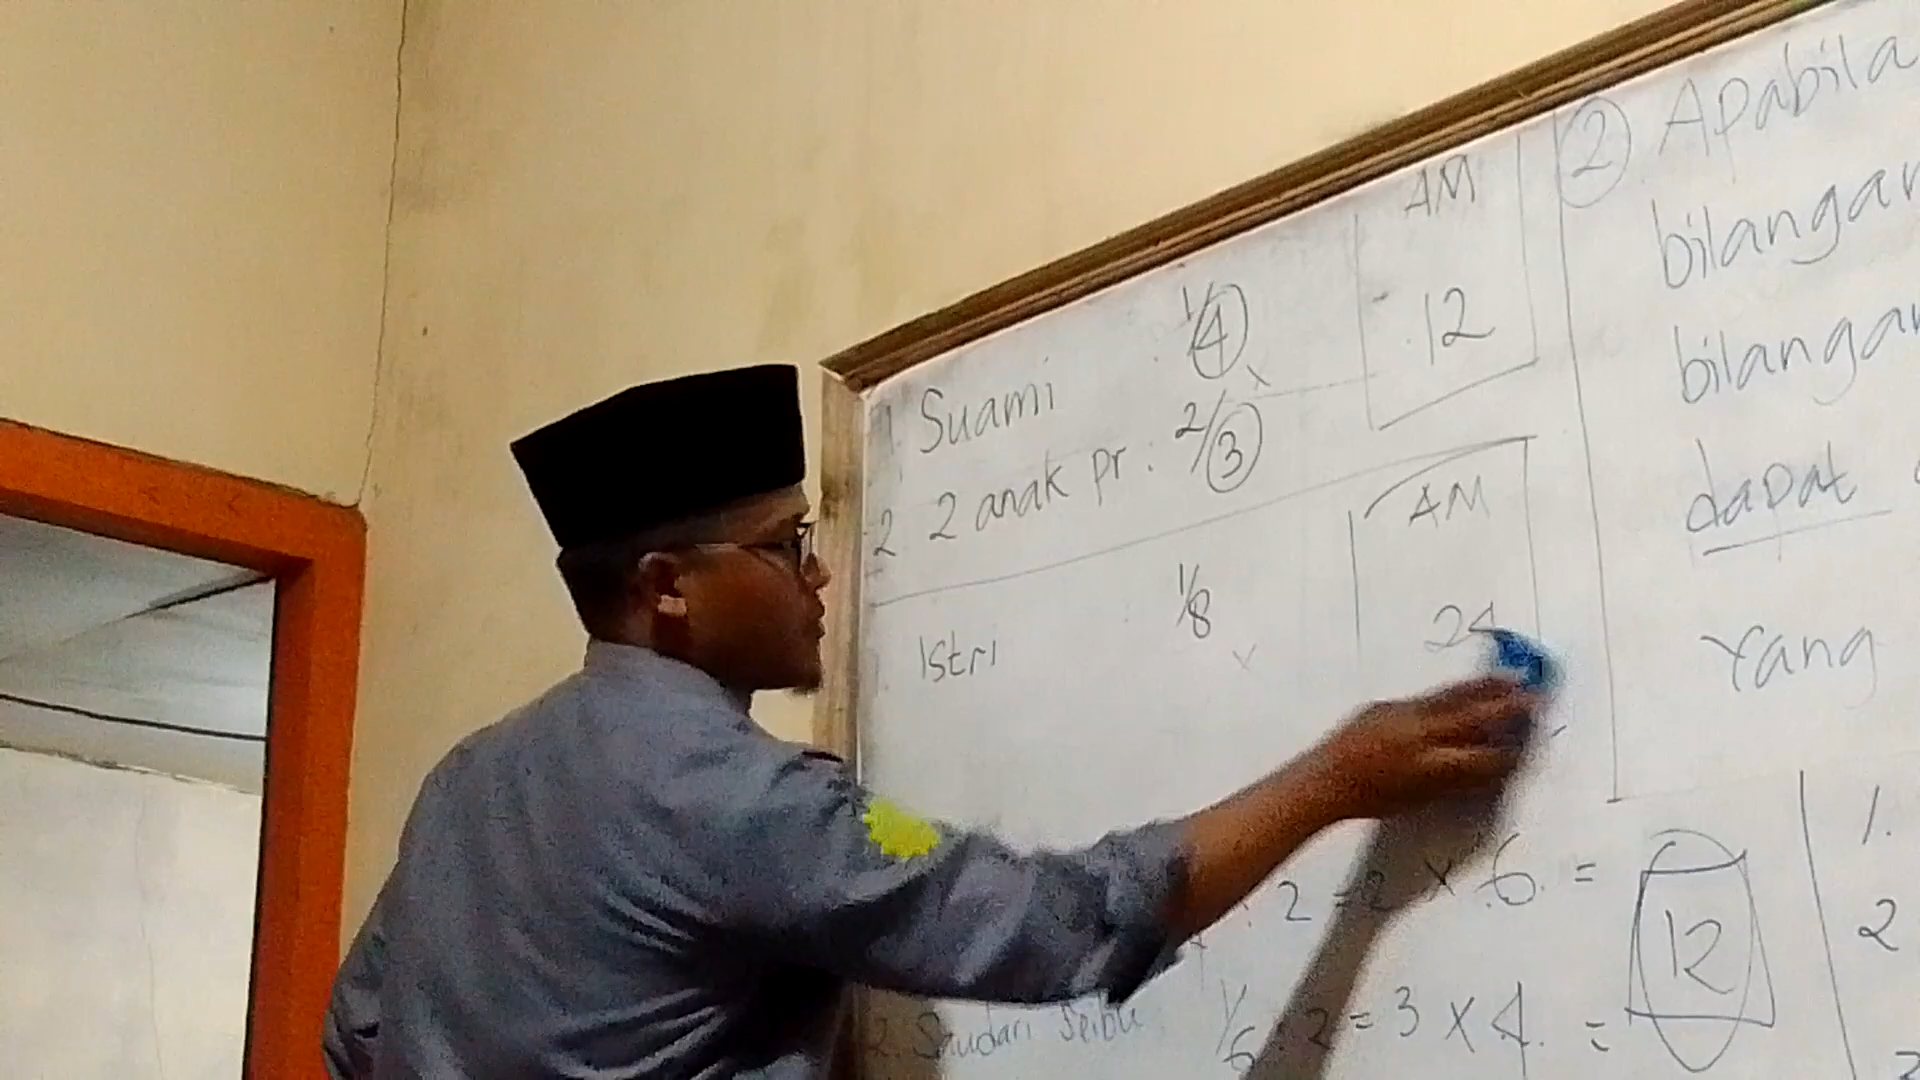 AM
1. Suami : 1/4
12
2. 2 anak pr. : 2/3
AM
Istri 1/8
24
② Apabila
bilangan
bilangan
dapat
Yang
: 2 = 2 x 6. =
12
2. Saudari Seibu 1/6 : 2 = 3 x 4. =
1.
2